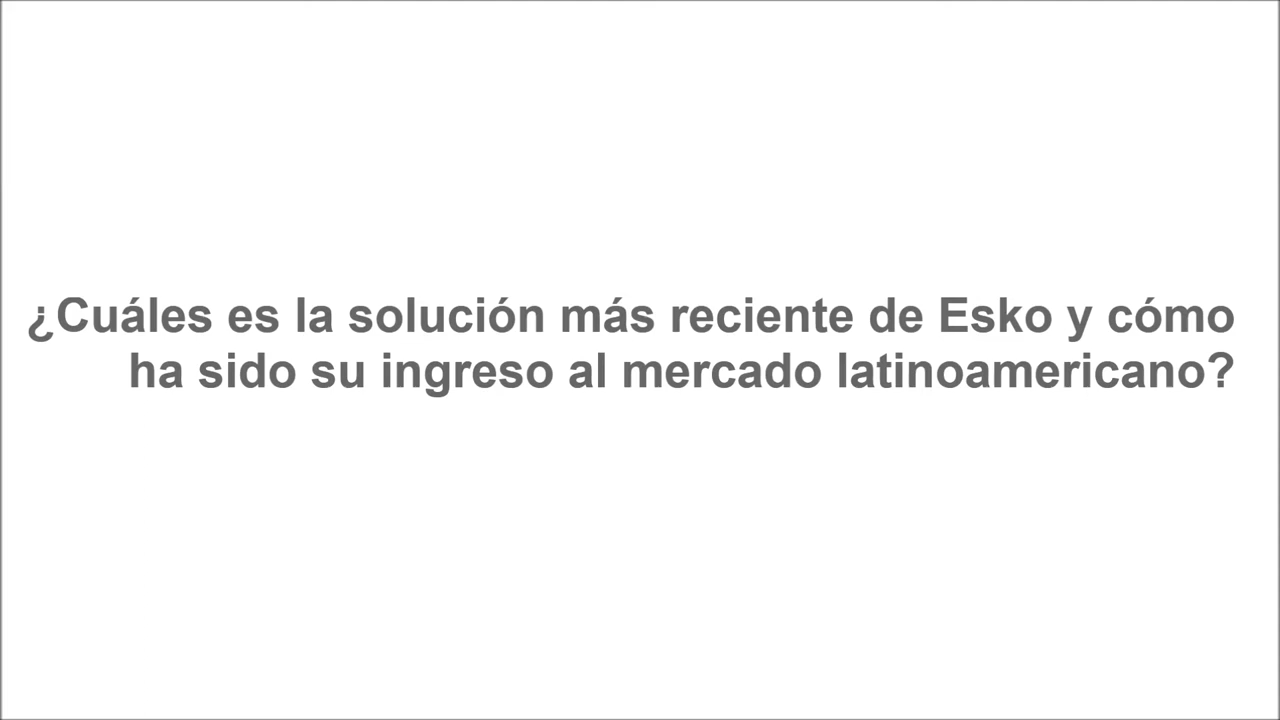 ¿Cuáles es la solución más reciente de Esko y cómo
ha sido su ingreso al mercado latinoamericano?